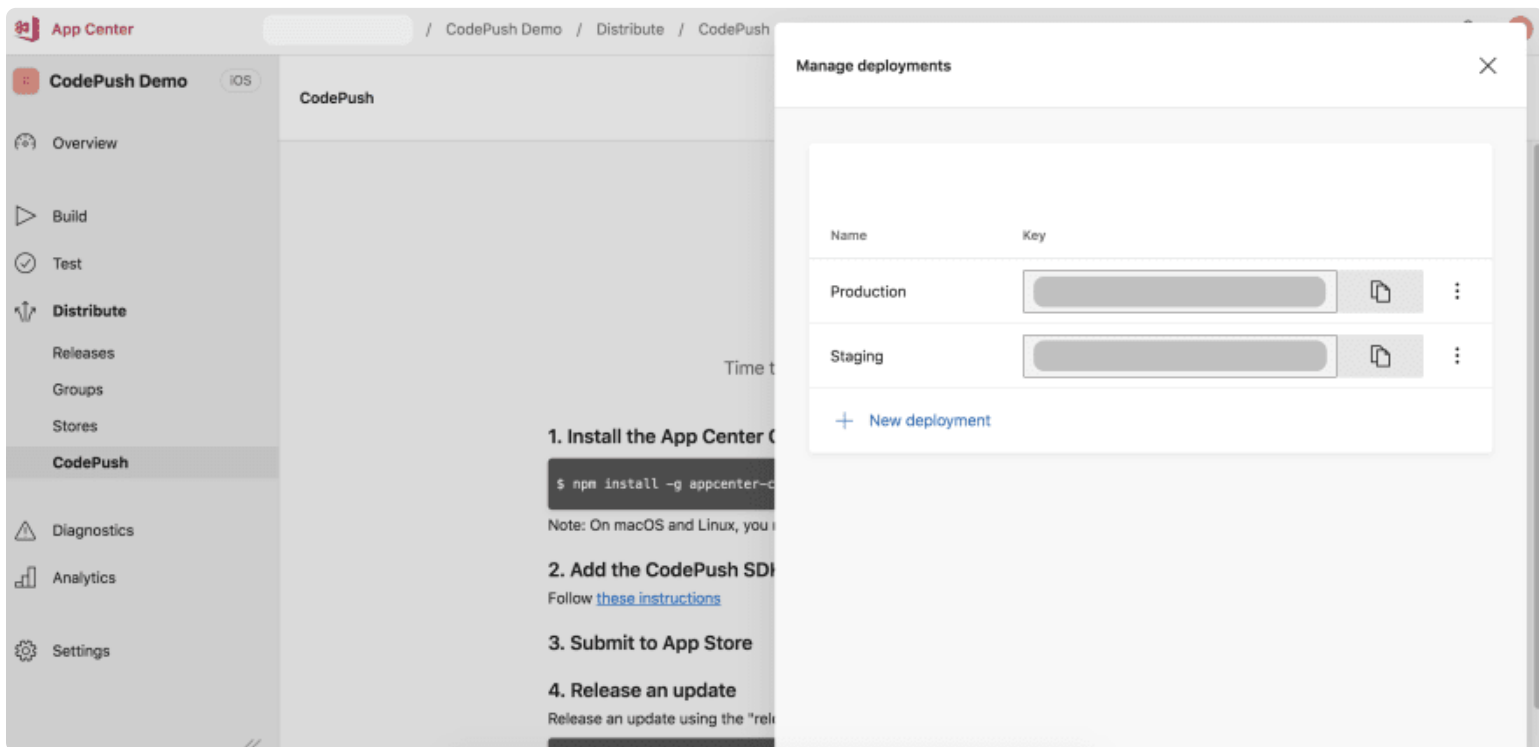 App Center
/ CodePush Demo / Distribute / CodePush
CodePush Demo
iOS
Overview
Build
Test
Distribute
Releases
Groups
Stores
CodePush
Diagnostics
Analytics
Settings
CodePush
Time
1. Install the App Center
$ npm install -g appcenter-c
Note: On macOS and Linux, you
2. Add the CodePush SDK
Follow these instructions
3. Submit to App Store
4. Release an update
Release an update using the "rele
Manage deployments
Name Key
Production
Staging
+ New deployment